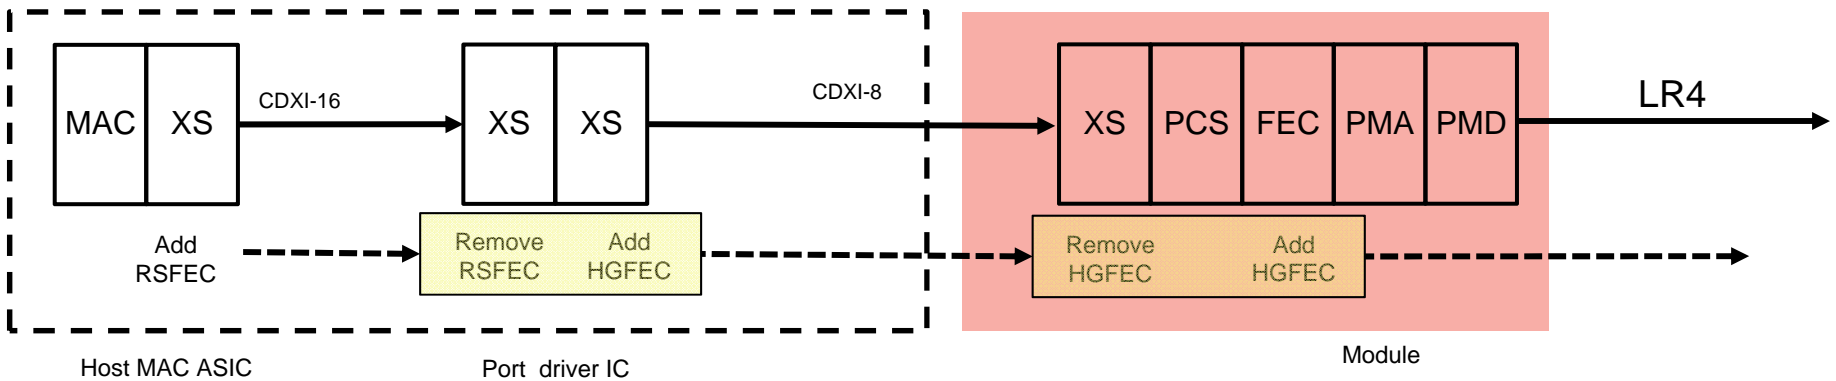 MAC XS
CDXI-16
XS XS
CDXI-8
XS PCS FEC PMA PMD
LR4
Add
RSFEC
Remove
RSFEC
Add
HGFEC
Remove
HGFEC
Add
HGFEC
Host MAC ASIC
Port driver IC
Module